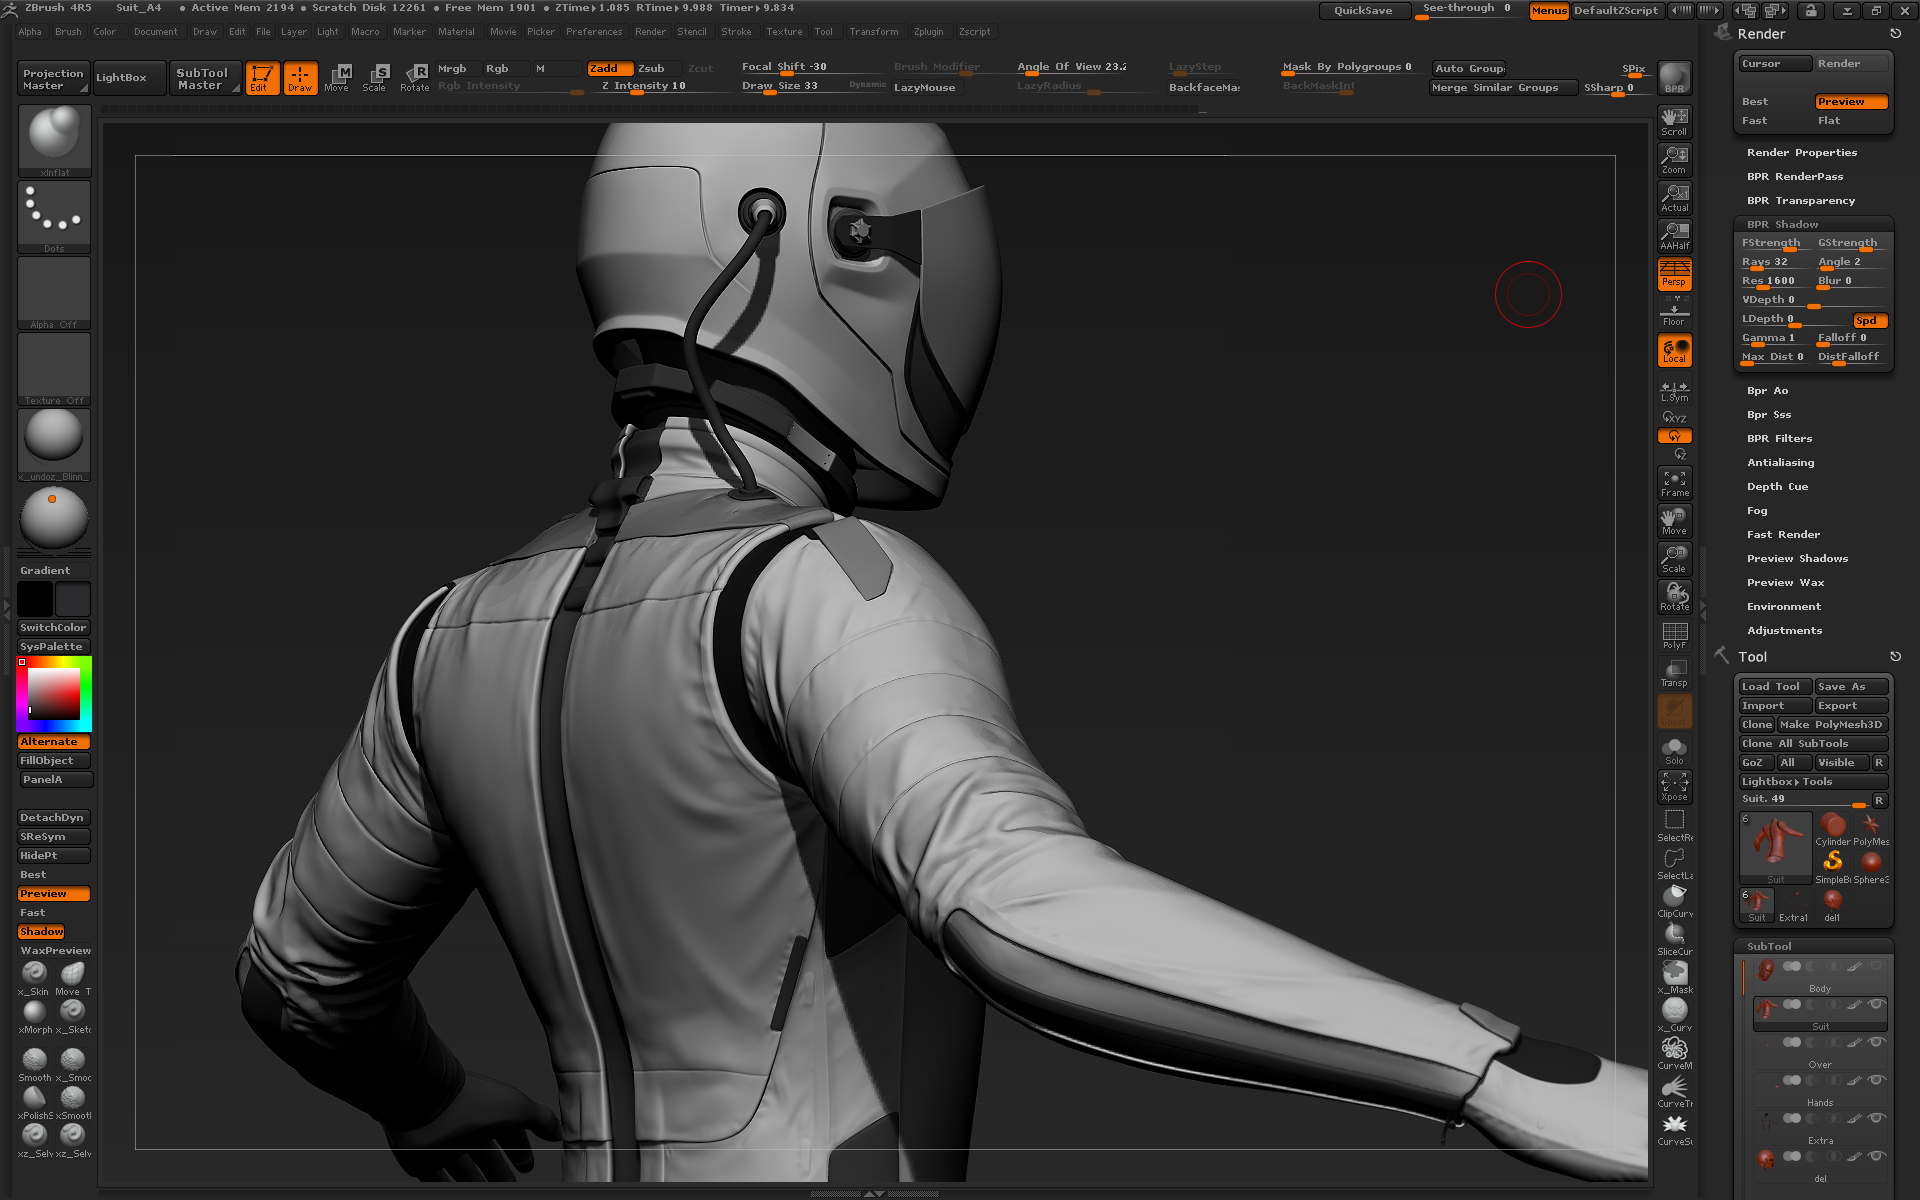 ZBrush 4R5 Suit_A4 • Active Mem 2194 • Scratch Disk 12261 • Free Mem 1901 • ZTime▸1.085 RTime▸9.988 Timer▸9.834
QuickSave See-through 0 Menus DefaultZScript
Alpha Brush Color Document Draw Edit File Layer Light Macro Marker Material Movie Picker Preferences Render Stencil Stroke Texture Tool Transform Zplugin Zscript
Projection Master
LightBox
SubTool Master
Edit
Draw
Move
Scale
Rotate
Mrgb Rgb M
Rgb Intensity
Zadd Zsub Zcut
Z Intensity 10
Focal Shift -30
Draw Size 33
Dynamic
Brush Modifier
LazyMouse
Angle Of View 23.2
LazyRadius
LazyStep
BackfaceMas
Mask By Polygroups 0
BackMaskInt
Auto Group
Merge Similar Groups
SPix
SSharp 0
BPR
xInflat
Dots
Alpha Off
Texture Off
x_undoz_Blinn_
Gradient
SwitchColor
SysPalette
Alternate
FillObject
PanelA
DetachDyn
SReSym
HidePt
Best
Preview
Fast
Shadow
WaxPreview
x_Skin Move T
xMorph x_Sketc
Smooth x_Smoo
xPolishS xSmootl
xz_Selv xz_Selv
Scroll
Zoom
Actual
AAHalf
Persp
Floor
Local
L.Sym
XYZ
Y
Z
Frame
Move
Scale
Rotate
PolyF
Transp
Ghost
Solo
Xpose
SelectRe
SelectLa
ClipCurv
SliceCur
x_Mask
x_Curv
CurveM
CurveTr
CurveSu
Render
Cursor Render
Best Preview
Fast Flat
Render Properties
BPR RenderPass
BPR Transparency
BPR Shadow
FStrength GStrength
Rays 32 Angle 2
Res 1600 Blur 0
VDepth 0
LDepth 0 Spd
Gamma 1 Falloff 0
Max Dist 0 DistFalloff
Bpr Ao
Bpr Sss
BPR Filters
Antialiasing
Depth Cue
Fog
Fast Render
Preview Shadows
Preview Wax
Environment
Adjustments
Tool
Load Tool Save As
Import Export
Clone Make PolyMesh3D
Clone All SubTools
GoZ All Visible R
Lightbox▸Tools
Suit. 49 R
6
Suit
Cylinder PolyMes
SimpleBr Sphere3
6
Suit Extra1 del1
SubTool
Body
Suit
Over
Hands
Extra
del